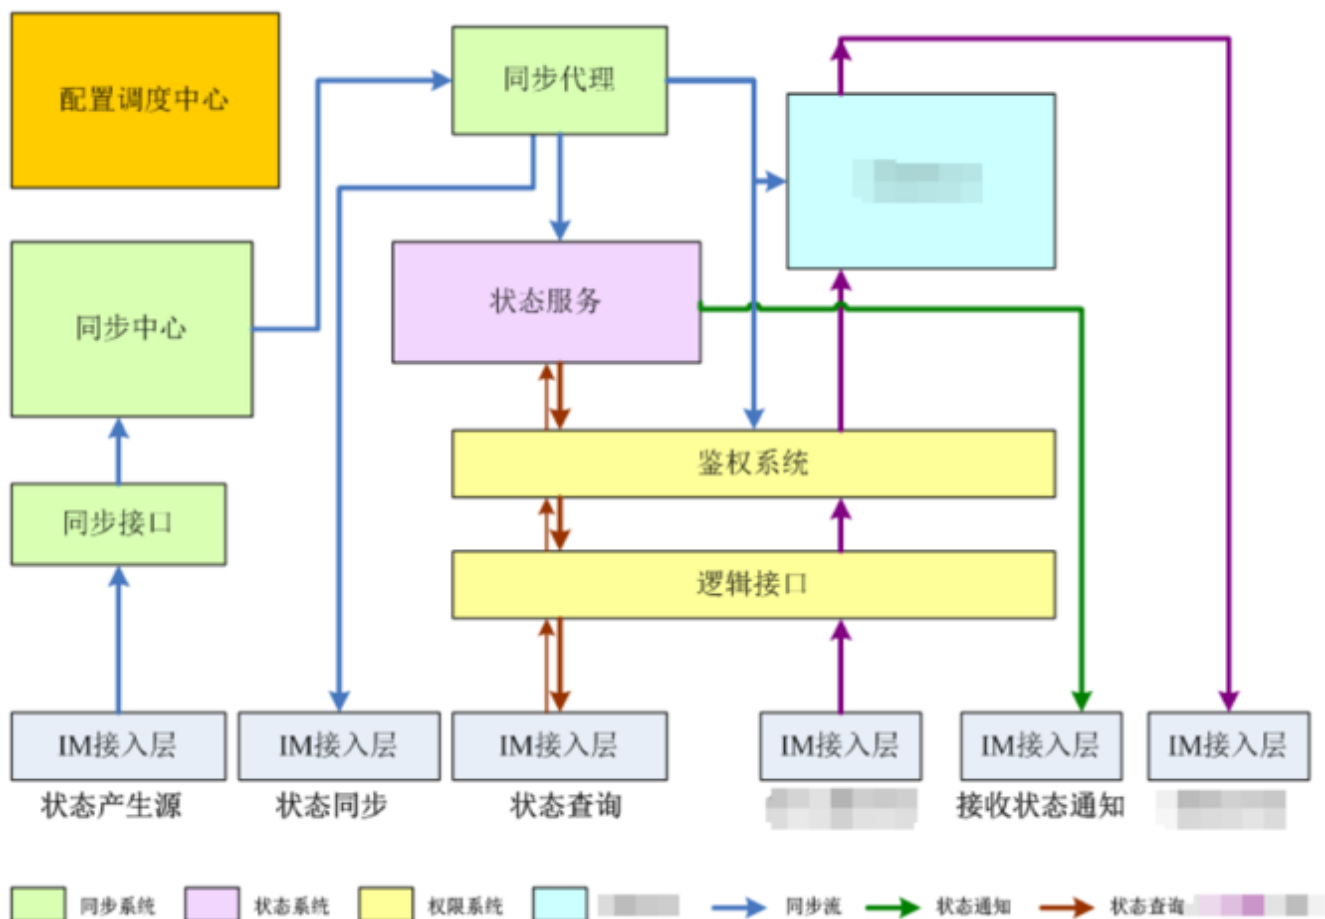 配置调度中心
同步代理
同步中心
状态服务
鉴权系统
同步接口
逻辑接口
IM接入层
IM接入层
IM接入层
IM接入层
IM接入层
IM接入层
状态产生源
状态同步
状态查询
接收状态通知
同步系统
状态系统
权限系统
同步流
状态通知
状态查询